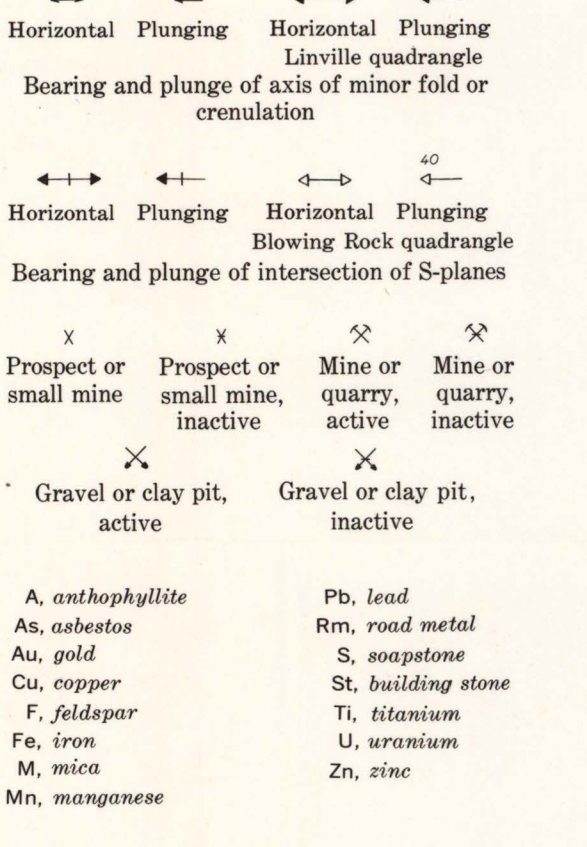 Horizontal Plunging Horizontal Plunging
Linville quadrangle
Bearing and plunge of axis of minor fold or
crenulation
40
Horizontal Plunging Horizontal Plunging
Blowing Rock quadrangle
Bearing and plunge of intersection of S-planes
Prospect or
small mine
Prospect or
small mine,
inactive
Mine or
quarry,
active
Mine or
quarry,
inactive
Gravel or clay pit,
active
Gravel or clay pit,
inactive
A, anthophyllite
As, asbestos
Au, gold
Cu, copper
F, feldspar
Fe, iron
M, mica
Mn, manganese
Pb, lead
Rm, road metal
S, soapstone
St, building stone
Ti, titanium
U, uranium
Zn, zinc